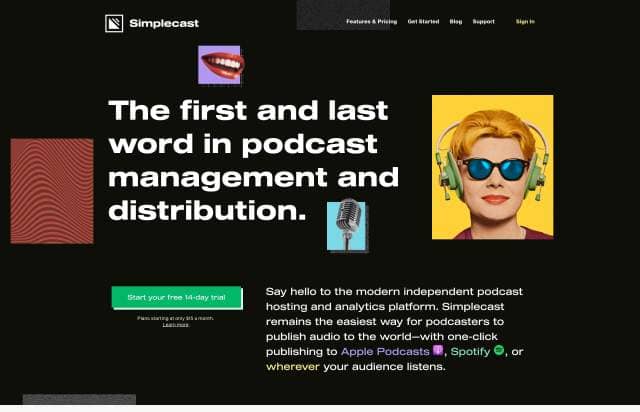 Simplecast
Features & Pricing Get Started Blog Support Sign In
The first and last
word in podcast
management and
distribution.
Start your free 14-day trial
Plans starting at only $15 a month.
Learn more.
Say hello to the modern independent podcast
hosting and analytics platform. Simplecast
remains the easiest way for podcasters to
publish audio to the world—with one-click
publishing to Apple Podcasts , Spotify , or
wherever your audience listens.